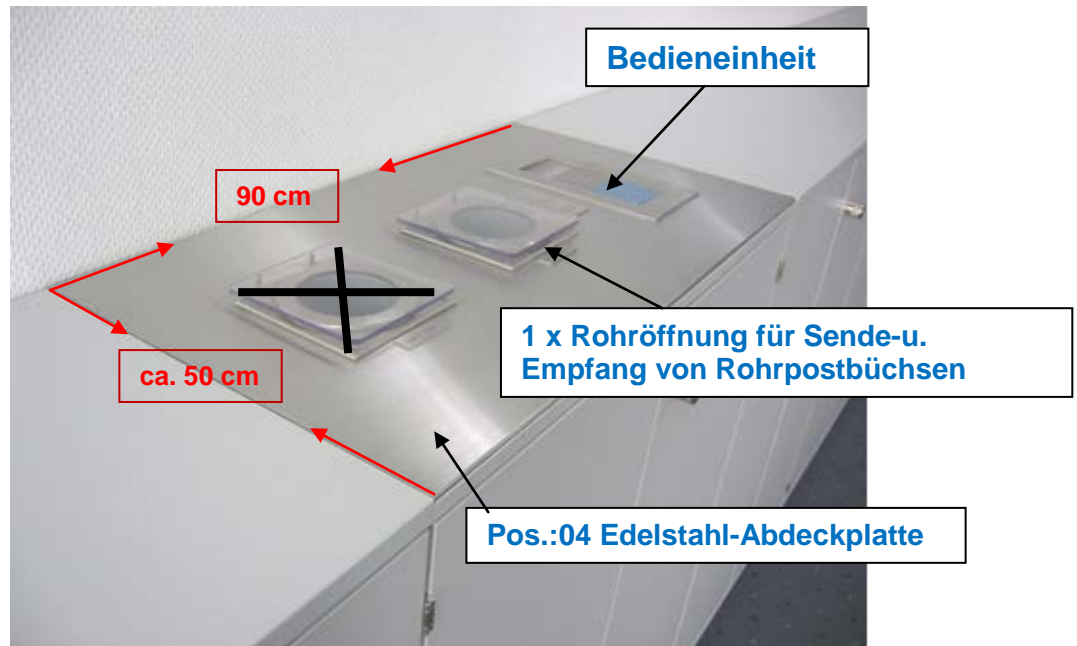 Bedieneinheit
90 cm
1 x Rohröffnung für Sende-u.
Empfang von Rohrpostbüchsen
ca. 50 cm
Pos.:04 Edelstahl-Abdeckplatte